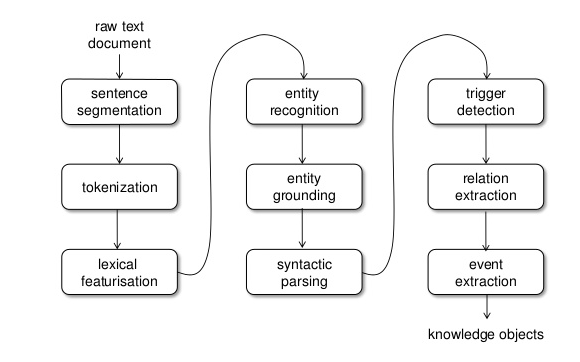 raw text
document
sentence
segmentation
tokenization
lexical
featurisation
entity
recognition
entity
grounding
syntactic
parsing
trigger
detection
relation
extraction
event
extraction
knowledge objects